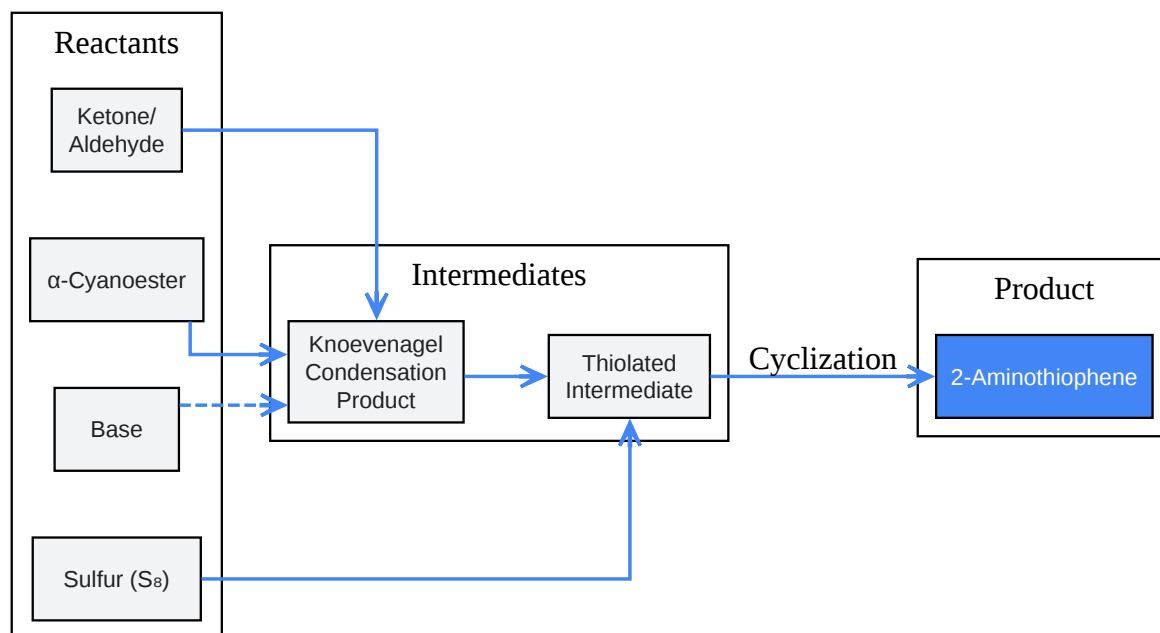 Reactants
Ketone/
Aldehyde
α-Cyanoester
Base
Sulfur (S₈)
Intermediates
Knoevenagel
Condensation
Product
Thiolated
Intermediate
Cyclization
Product
2-Aminothiophene